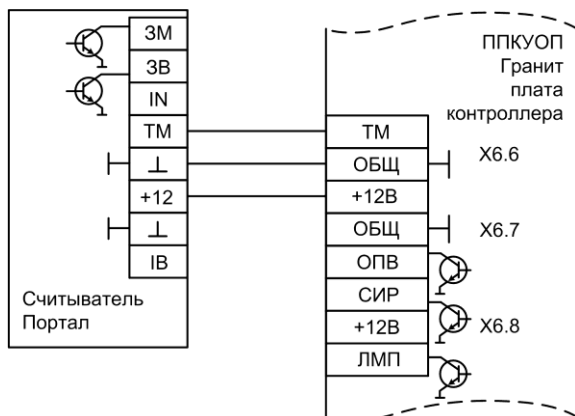 ЗМ
ЗВ
IN
ТМ
⊥
+12
⊥
IB
Считыватель
Портал
ППКУОП
Гранит
плата
контроллера
ТМ
ОБЩ
+12В
ОБЩ
ОПВ
СИР
+12В
ЛМП
X6.6
X6.7
X6.8